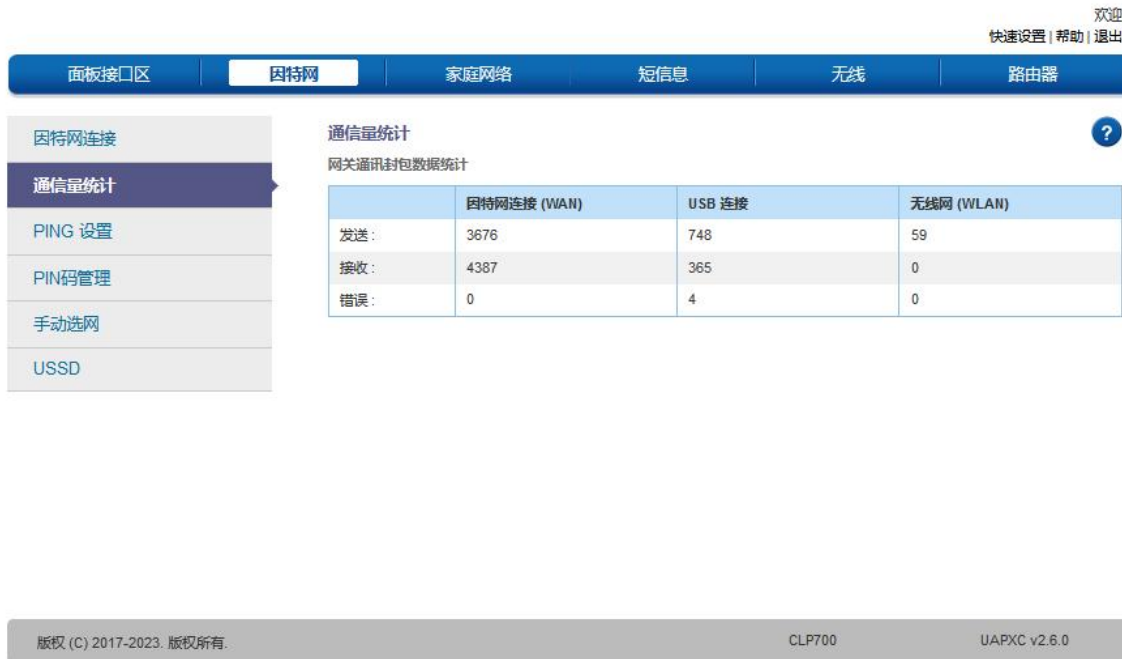 欢迎
快速设置 | 帮助 | 退出
面板接口区 因特网 家庭网络 短信息 无线 路由器
因特网连接
通信量统计
PING 设置
PIN码管理
手动选网
USSD
通信量统计
?
网关通讯封包数据统计
因特网连接 (WAN) USB 连接 无线网 (WLAN)
发送 : 3676 748 59
接收 : 4387 365 0
错误 : 0 4 0
版权 (C) 2017-2023. 版权所有. CLP700 UAPXC v2.6.0